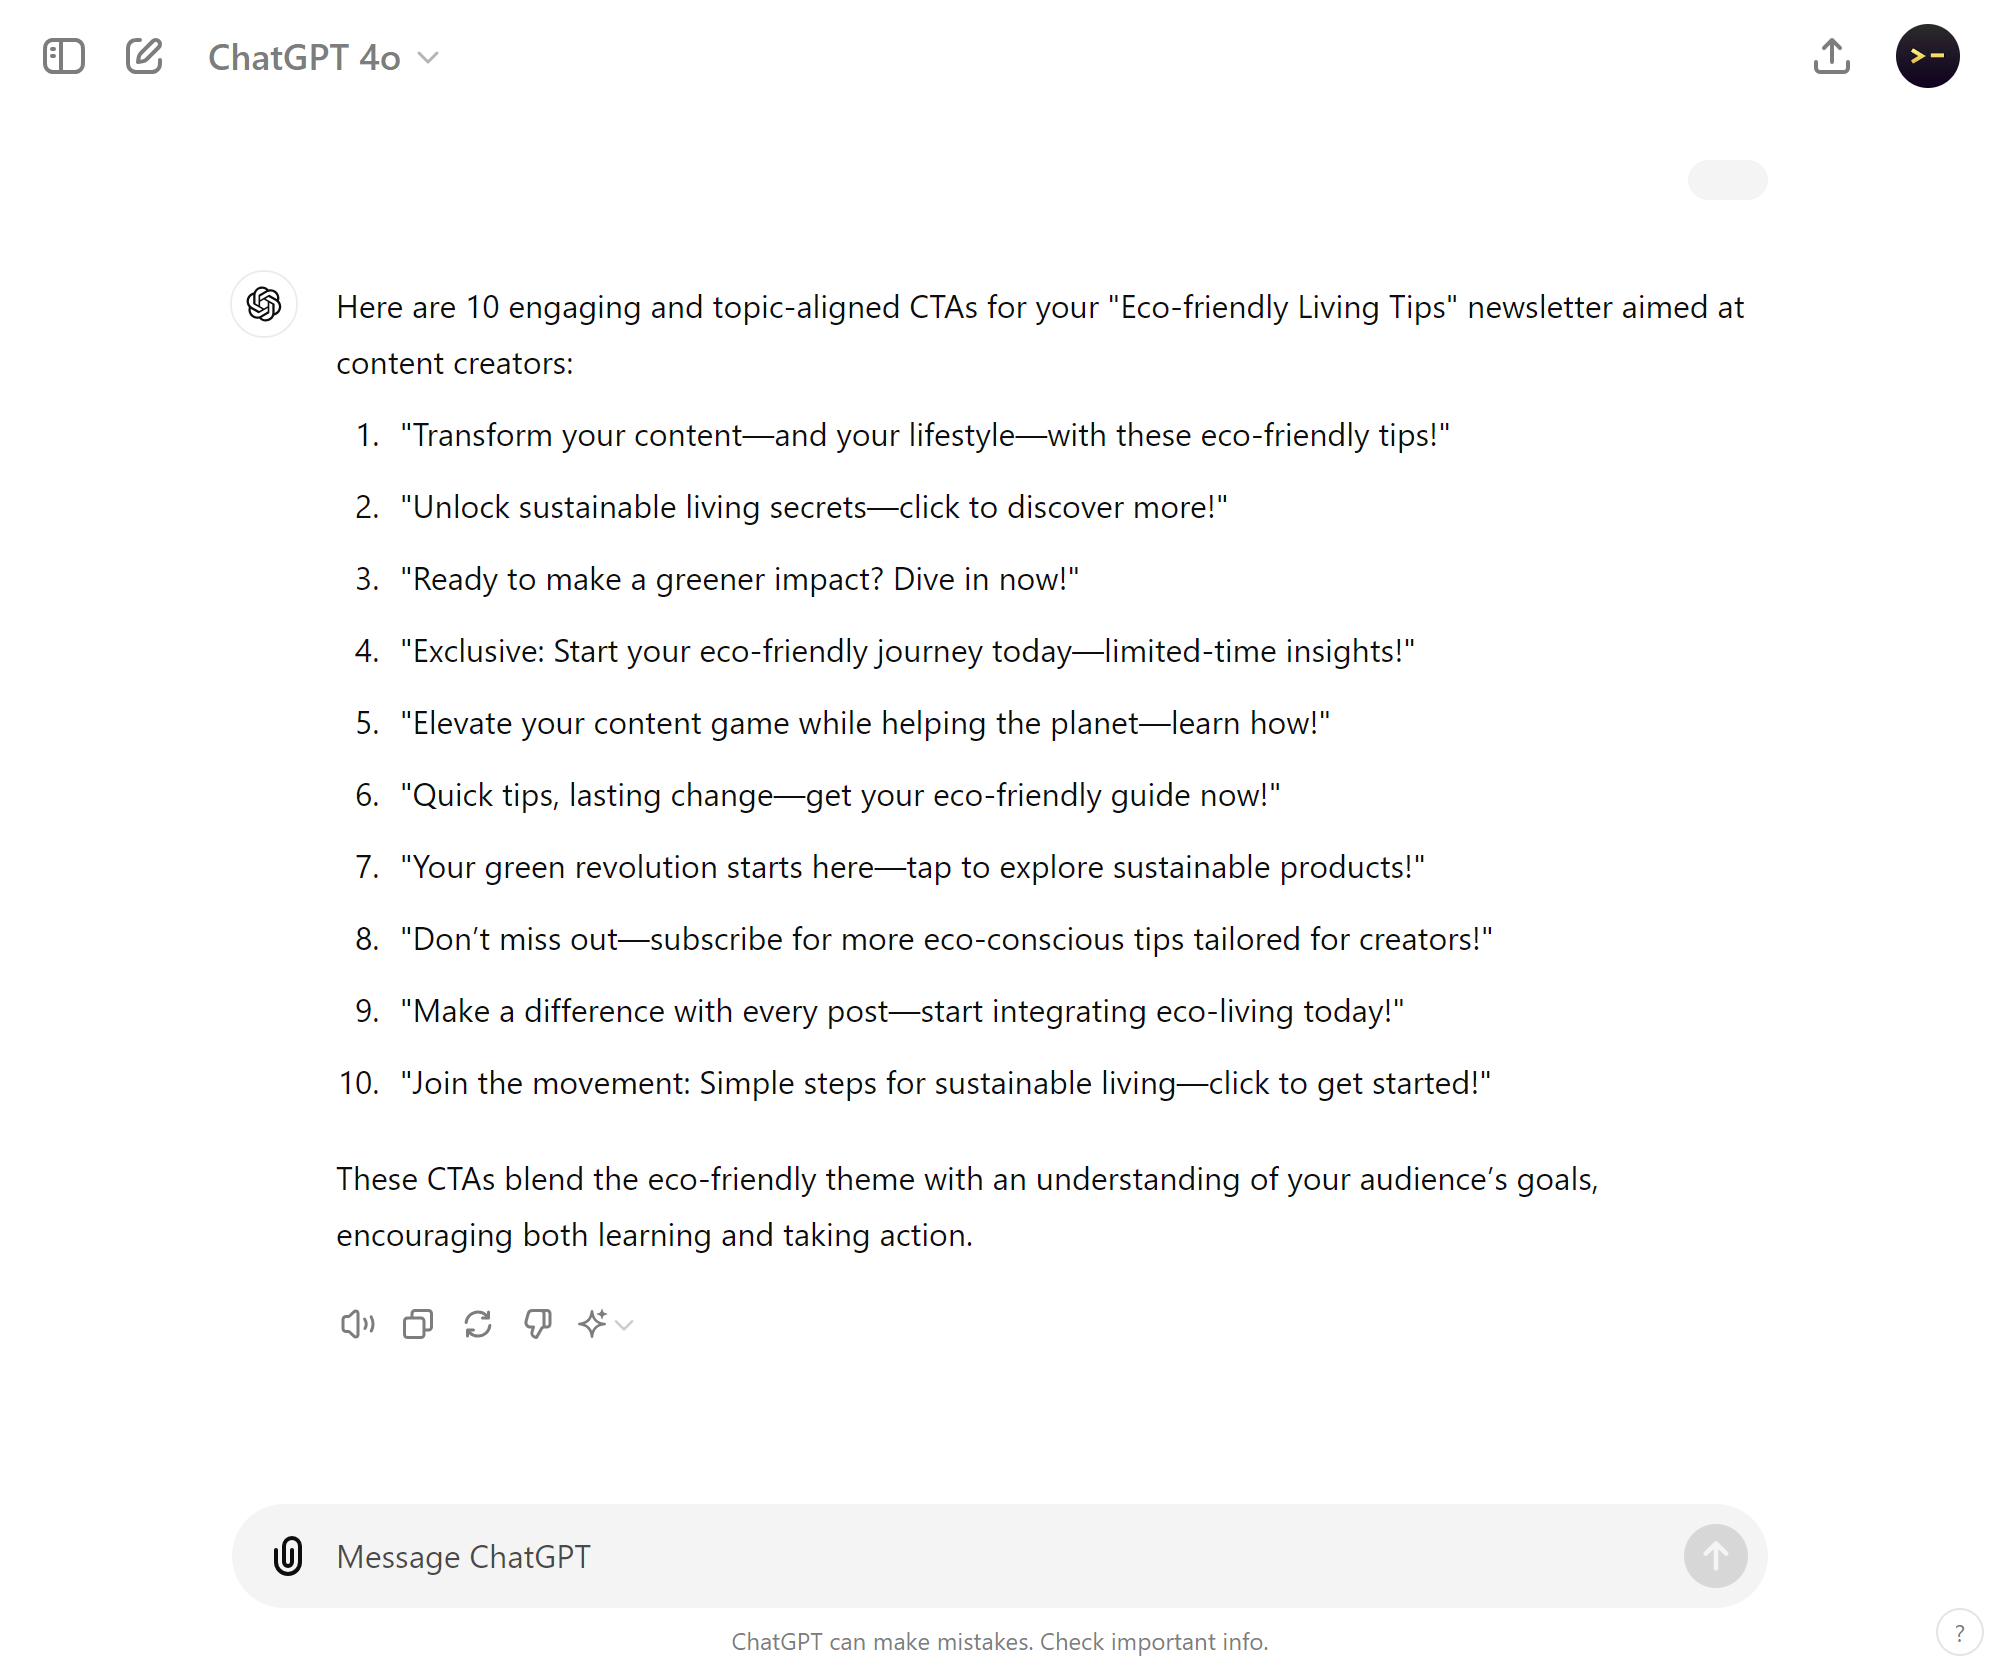 ChatGPT 4o
Here are 10 engaging and topic-aligned CTAs for your "Eco-friendly Living Tips" newsletter aimed at
content creators:
1. "Transform your content—and your lifestyle—with these eco-friendly tips!"
2. "Unlock sustainable living secrets—click to discover more!"
3. "Ready to make a greener impact? Dive in now!"
4. "Exclusive: Start your eco-friendly journey today—limited-time insights!"
5. "Elevate your content game while helping the planet—learn how!"
6. "Quick tips, lasting change—get your eco-friendly guide now!"
7. "Your green revolution starts here—tap to explore sustainable products!"
8. "Don’t miss out—subscribe for more eco-conscious tips tailored for creators!"
9. "Make a difference with every post—start integrating eco-living today!"
10. "Join the movement: Simple steps for sustainable living—click to get started!"
These CTAs blend the eco-friendly theme with an understanding of your audience’s goals,
encouraging both learning and taking action.
Message ChatGPT
ChatGPT can make mistakes. Check important info.
?